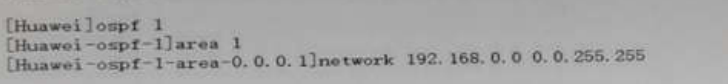 [Huawei]ospf 1
[Huawei-ospf-1]area 1
[Huawei-ospf-1-area-0.0.0.1]network 192.168.0.0 0.0.255.255